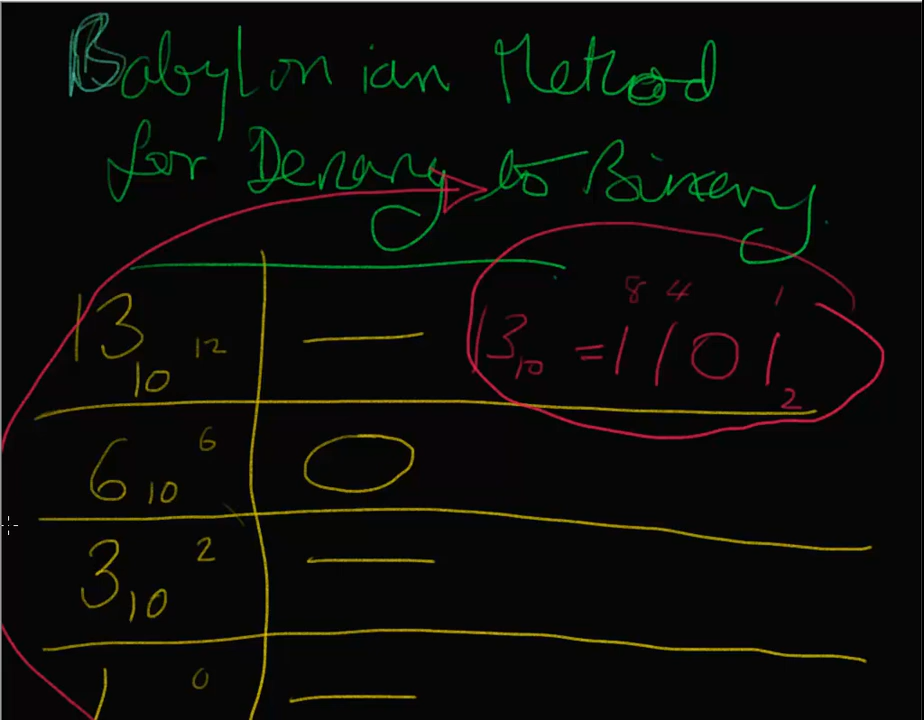 Babylonian Method
for Denary to Binary
8 4 1
13₁₀ 12 — 13₁₀ = 1101₂
6₁₀ 6 0
3₁₀ 2 —
1 0 —